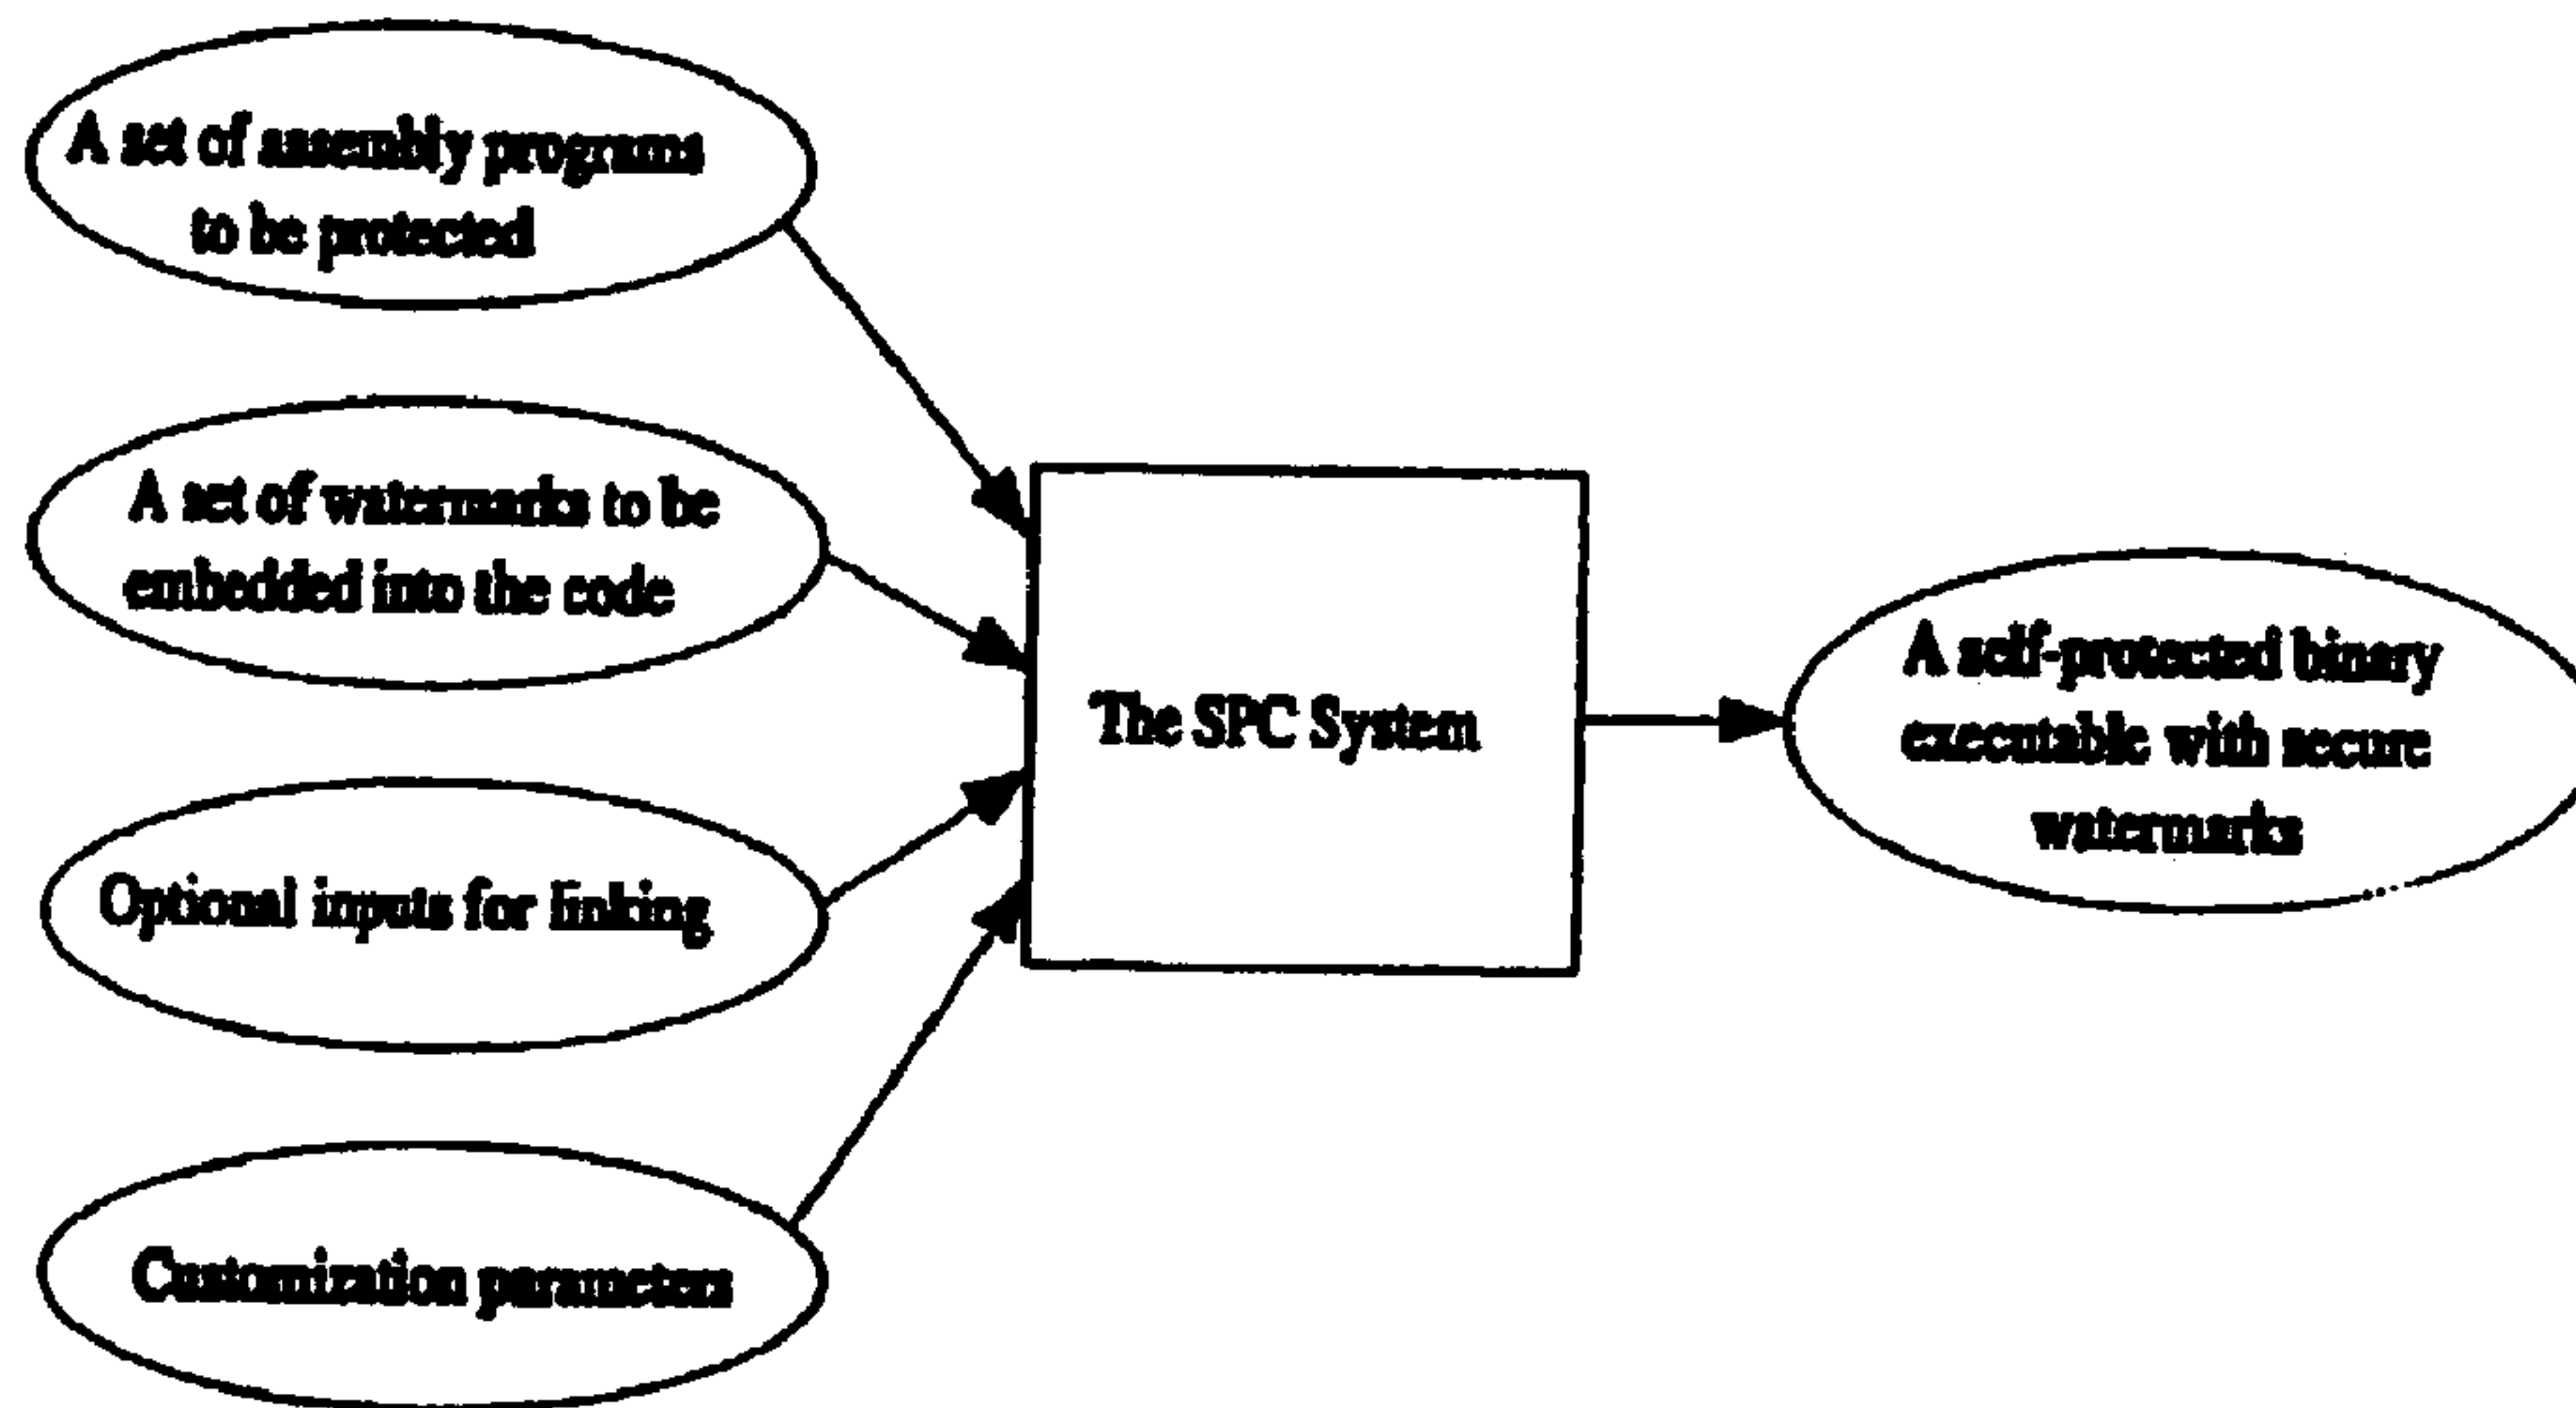 A set of assembly programs
to be protected
A set of watermarks to be
embedded into the code
Optional inputs for linking
Customization parameters
The SPC System
A self-protected binary
executable with secure
watermarks